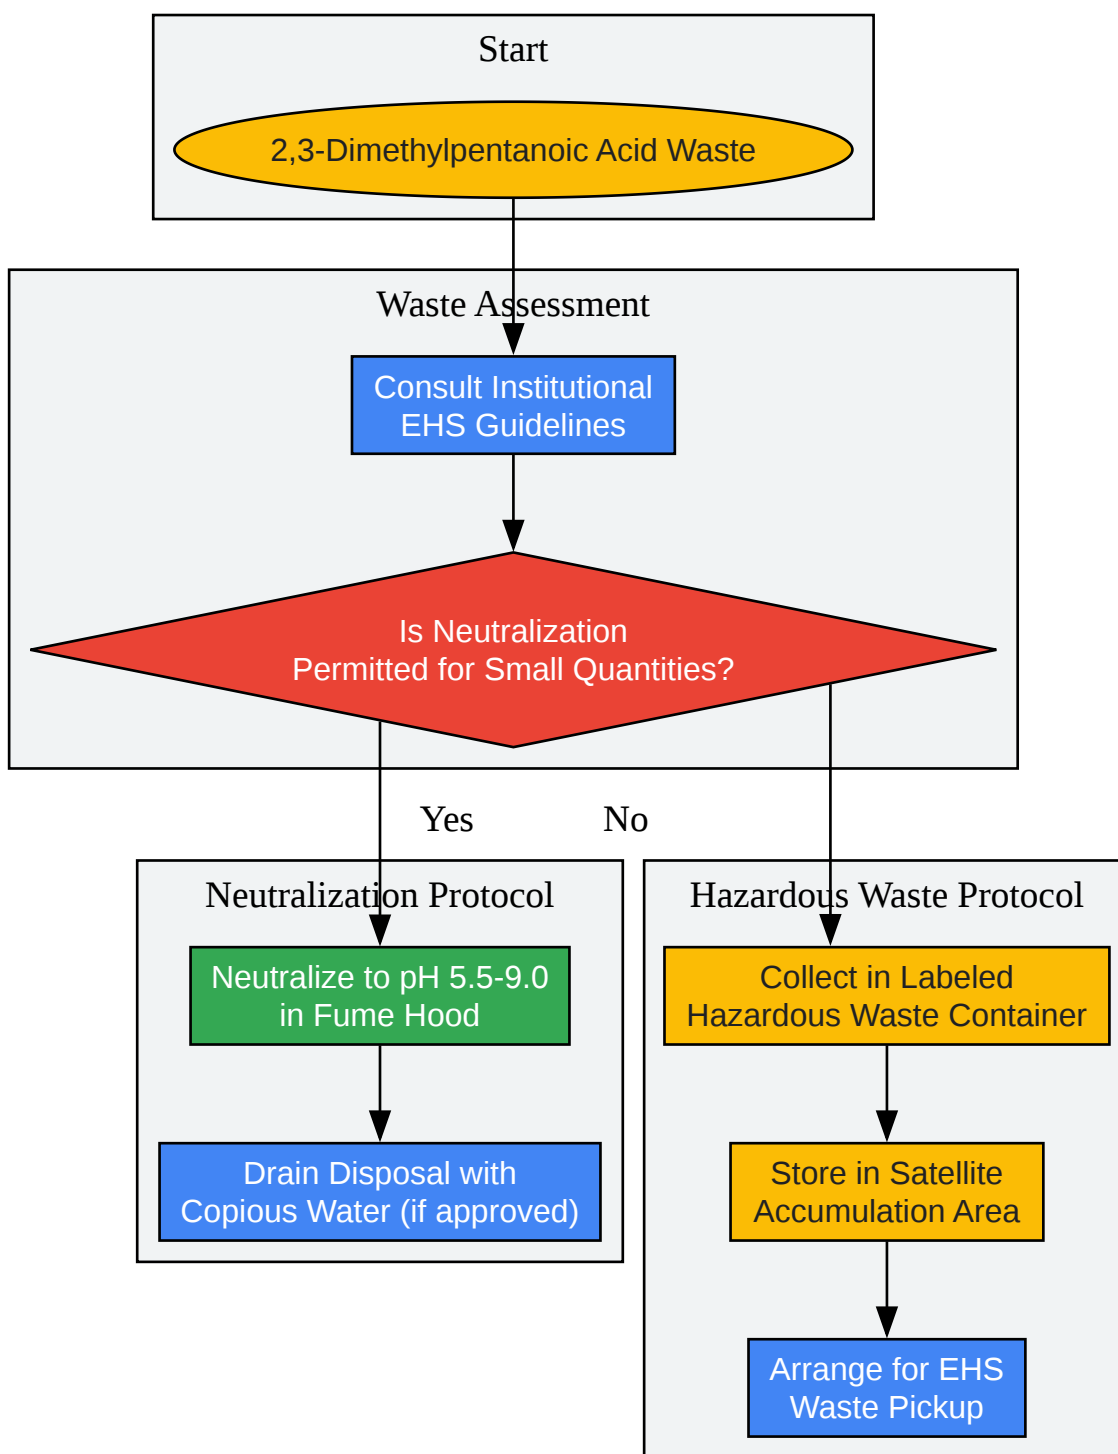 Start
2,3-Dimethylpentanoic Acid Waste
Waste Assessment
Consult Institutional
EHS Guidelines
Is Neutralization
Permitted for Small Quantities?
Yes
No
Neutralization Protocol
Neutralize to pH 5.5-9.0
in Fume Hood
Drain Disposal with
Copious Water (if approved)
Hazardous Waste Protocol
Collect in Labeled
Hazardous Waste Container
Store in Satellite
Accumulation Area
Arrange for EHS
Waste Pickup